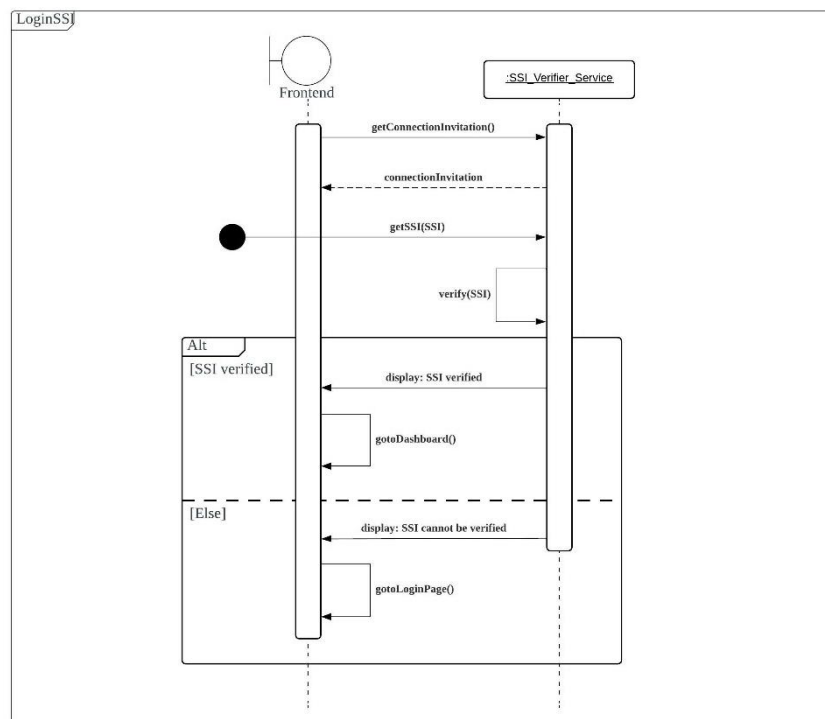 LoginSSI
Frontend
:SSI_Verifier_Service
getConnectionInvitation()
connectionInvitation
getSSI(SSI)
verify(SSI)
Alt
[SSI verified]
display: SSI verified
gotoDashboard()
[Else]
display: SSI cannot be verified
gotoLoginPage()